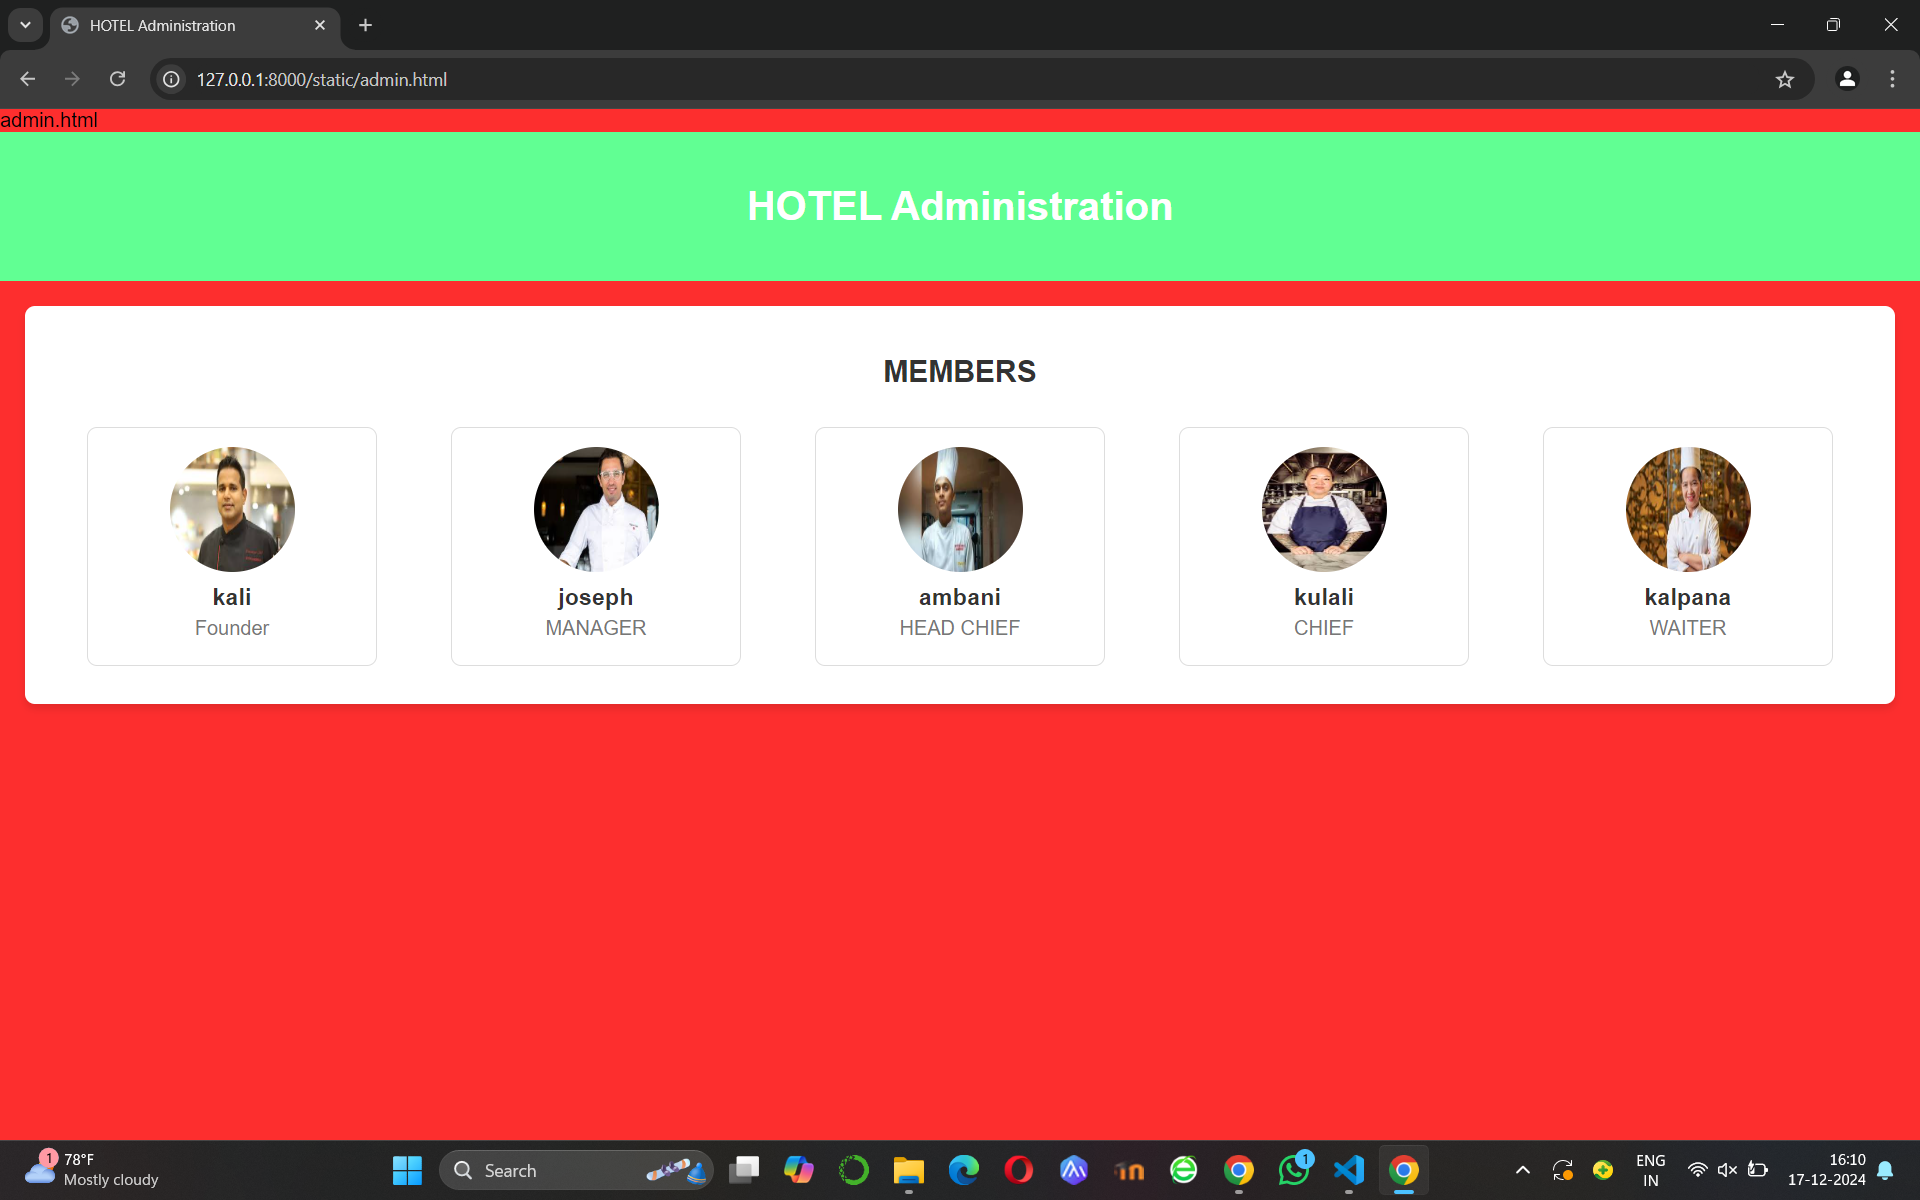 HOTEL Administration
127.0.0.1:8000/static/admin.html
admin.html
HOTEL Administration
MEMBERS
kali
Founder
joseph
MANAGER
ambani
HEAD CHIEF
kulali
CHIEF
kalpana
WAITER
1
78°F
Mostly cloudy
Search
1
ENG
IN
16:10
17-12-2024